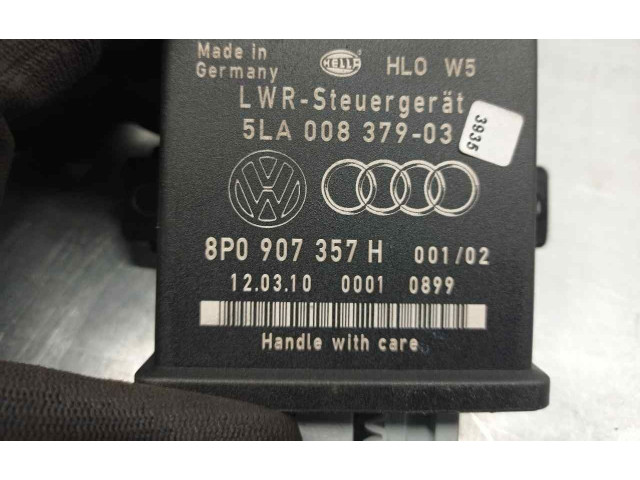 Made in
Germany
HELLA
HLO W5
LWR-Steuergerät
5LA 008 379-03
3935
8P0 907 357 H 001/02
12.03.10 0001 0899
Handle with care